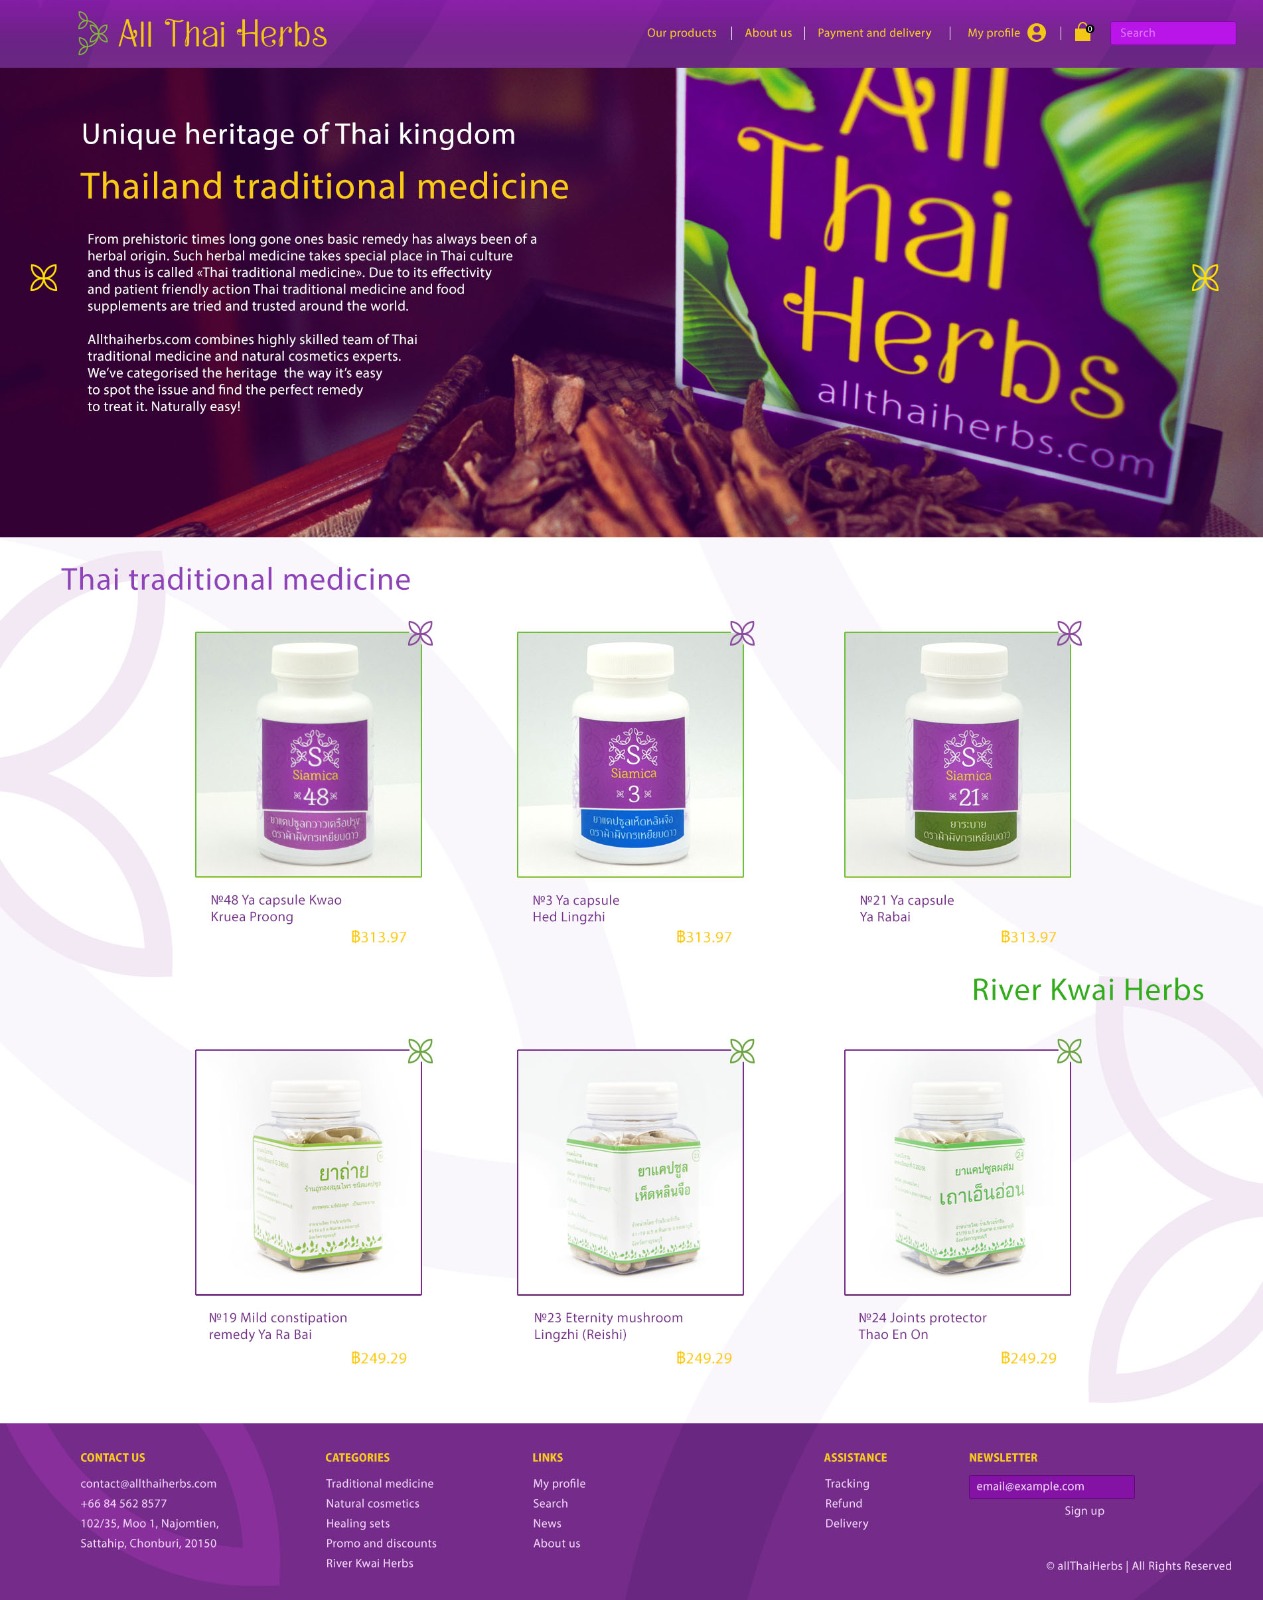 All Thai Herbs
Our products | About us | Payment and delivery | My profile | 0 Search
Unique heritage of Thai kingdom
Thailand traditional medicine
From prehistoric times long gone ones basic remedy has always been of a
herbal origin. Such herbal medicine takes special place in Thai culture
and thus is called «Thai traditional medicine». Due to its effectivity
and patient friendly action Thai traditional medicine and food
supplements are tried and trusted around the world.
Allthaiherbs.com combines highly skilled team of Thai
traditional medicine and natural cosmetics experts.
We've categorised the heritage the way it's easy
to spot the issue and find the perfect remedy
to treat it. Naturally easy!
All
Thai
Herbs
allthaiherbs.com
Thai traditional medicine
S
Siamica
48
ยาแคปซูลกวาวเครือปรุง
ตราม้ามังกรเหยียบดาว
S
Siamica
3
ยาแคปซูลเห็ดหลินจือ
ตราม้ามังกรเหยียบดาว
S
Siamica
21
ยาระบาย
ตราม้ามังกรเหยียบดาว
№48 Ya capsule Kwao
Kruea Proong
฿313.97
№3 Ya capsule
Hed Lingzhi
฿313.97
№21 Ya capsule
Ya Rabai
฿313.97
River Kwai Herbs
ยาถ่าย
ยาแคปซูล
เห็ดหลินจือ
24
ยาแคปซูลผสม
เถาเอ็นอ่อน
№19 Mild constipation
remedy Ya Ra Bai
฿249.29
№23 Eternity mushroom
Lingzhi (Reishi)
฿249.29
№24 Joints protector
Thao En On
฿249.29
CONTACT US
contact@allthaiherbs.com
+66 84 562 8577
102/35, Moo 1, Najomtien,
Sattahip, Chonburi, 20150
CATEGORIES
Traditional medicine
Natural cosmetics
Healing sets
Promo and discounts
River Kwai Herbs
LINKS
My profile
Search
News
About us
ASSISTANCE
Tracking
Refund
Delivery
NEWSLETTER
email@example.com
Sign up
© allThaiHerbs | All Rights Reserved